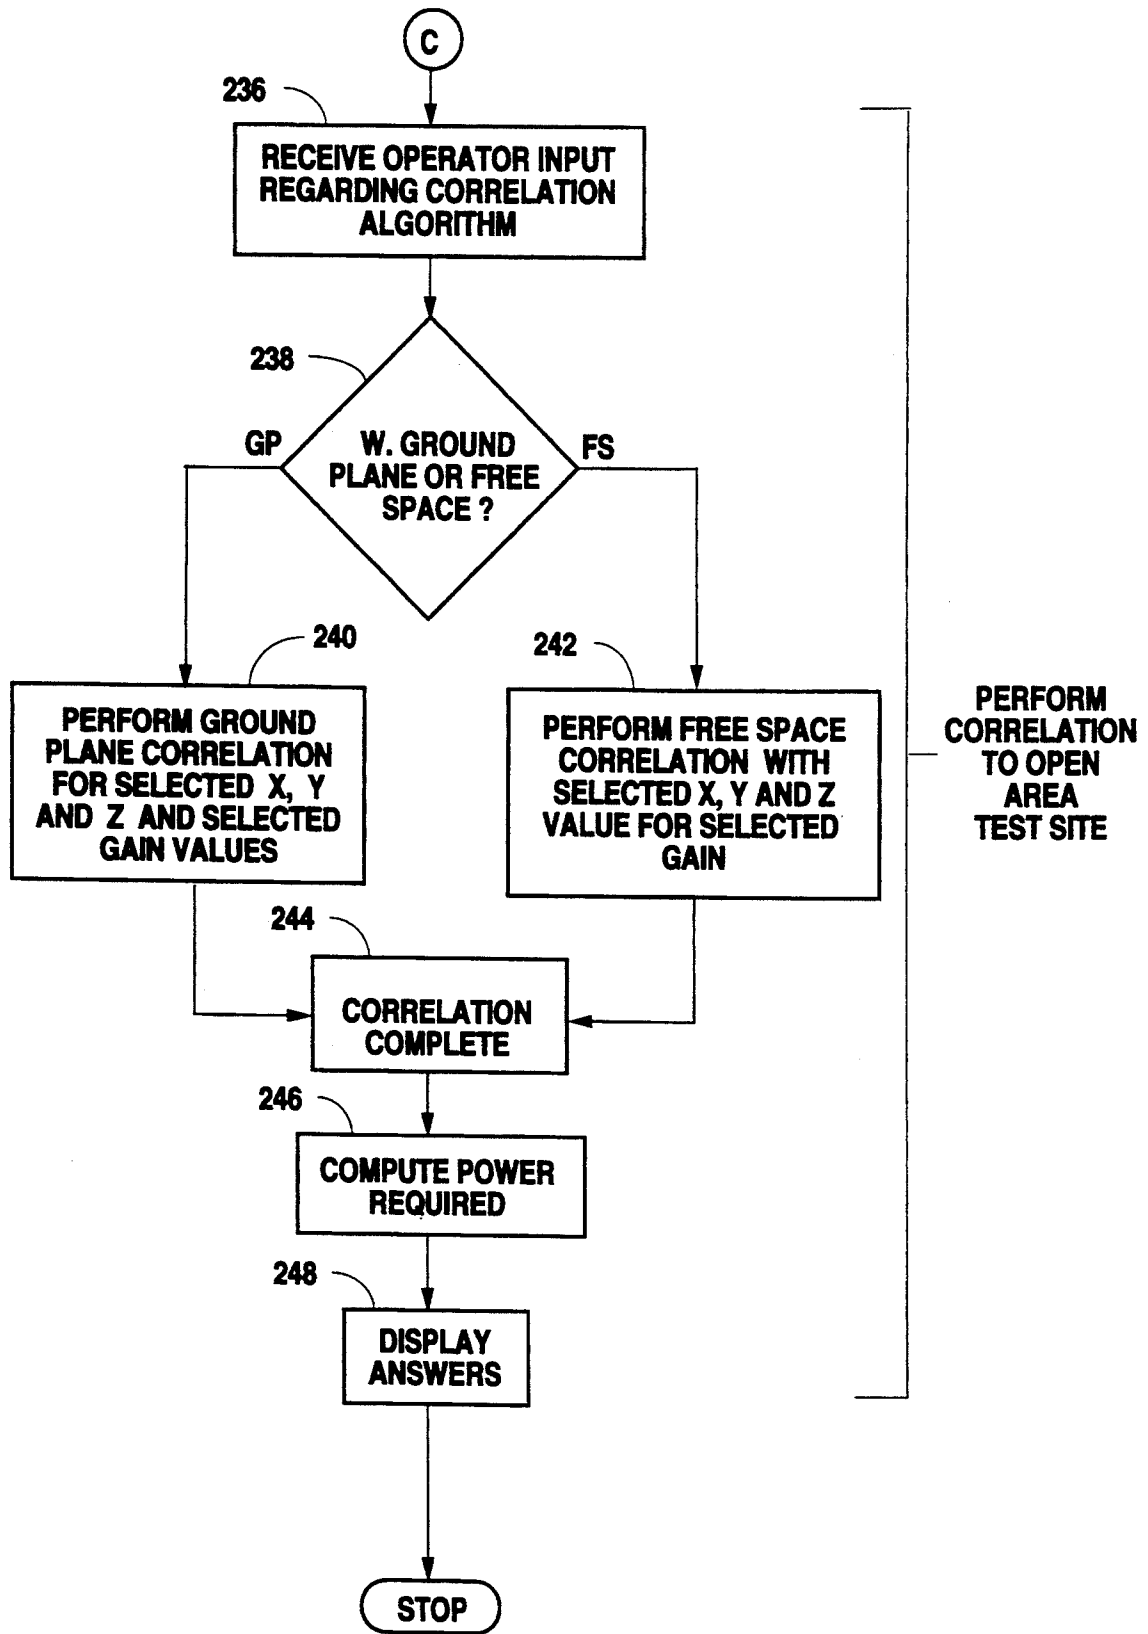 C
236
RECEIVE OPERATOR INPUT
REGARDING CORRELATION
ALGORITHM
238
GP
W. GROUND
PLANE OR FREE
SPACE ?
FS
240
PERFORM GROUND
PLANE CORRELATION
FOR SELECTED X, Y
AND Z AND SELECTED
GAIN VALUES
242
PERFORM FREE SPACE
CORRELATION WITH
SELECTED X, Y AND Z
VALUE FOR SELECTED
GAIN
PERFORM
CORRELATION
TO OPEN
AREA
TEST SITE
244
CORRELATION
COMPLETE
246
COMPUTE POWER
REQUIRED
248
DISPLAY
ANSWERS
STOP